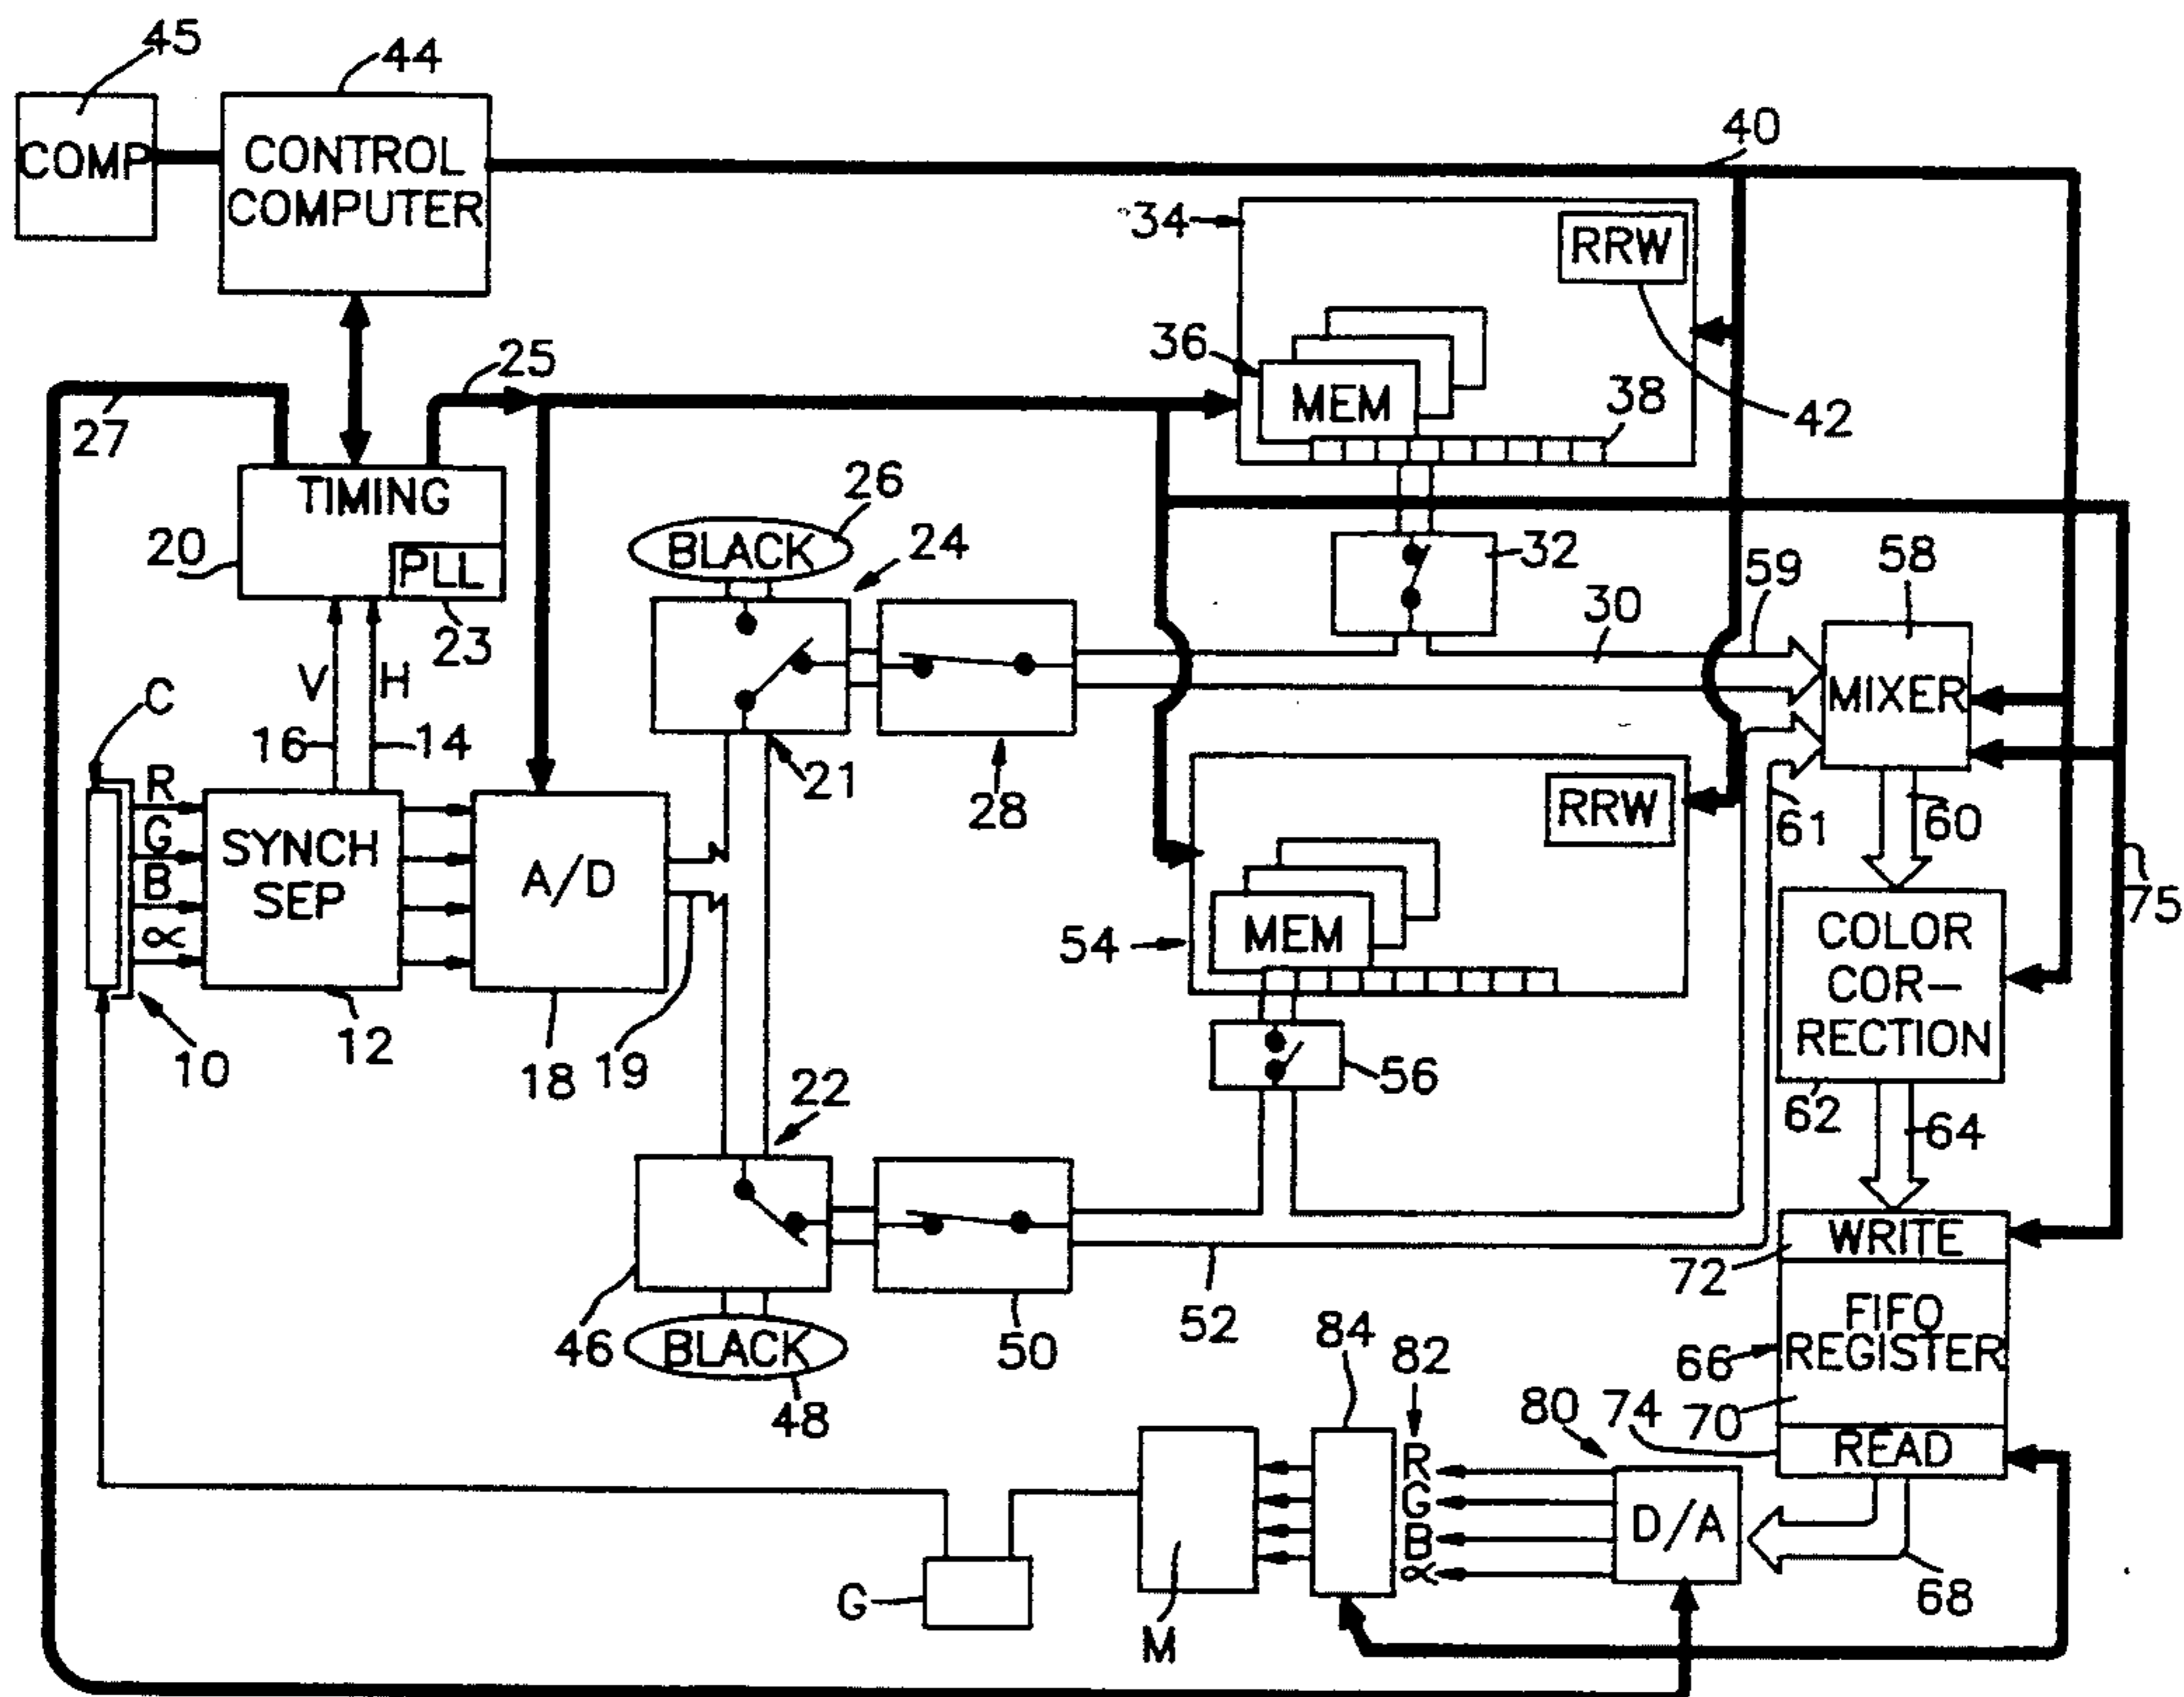 45
44
COMP
CONTROL
COMPUTER
40
34
RRW
36
MEM
38
42
25
27
TIMING
PLL
20
23
26
BLACK
24
21
28
32
30
59
58
MIXER
V
H
16
14
C
R
G
B
∝
10
SYNCH
SEP
12
A/D
18
19
RRW
MEM
54
56
61
60
75
COLOR
COR-
RECTION
62
64
22
46
BLACK
48
50
52
WRITE
72
FIFO
REGISTER
66
70
READ
74
68
84
82
80
R
G
B
∝
D/A
G
M